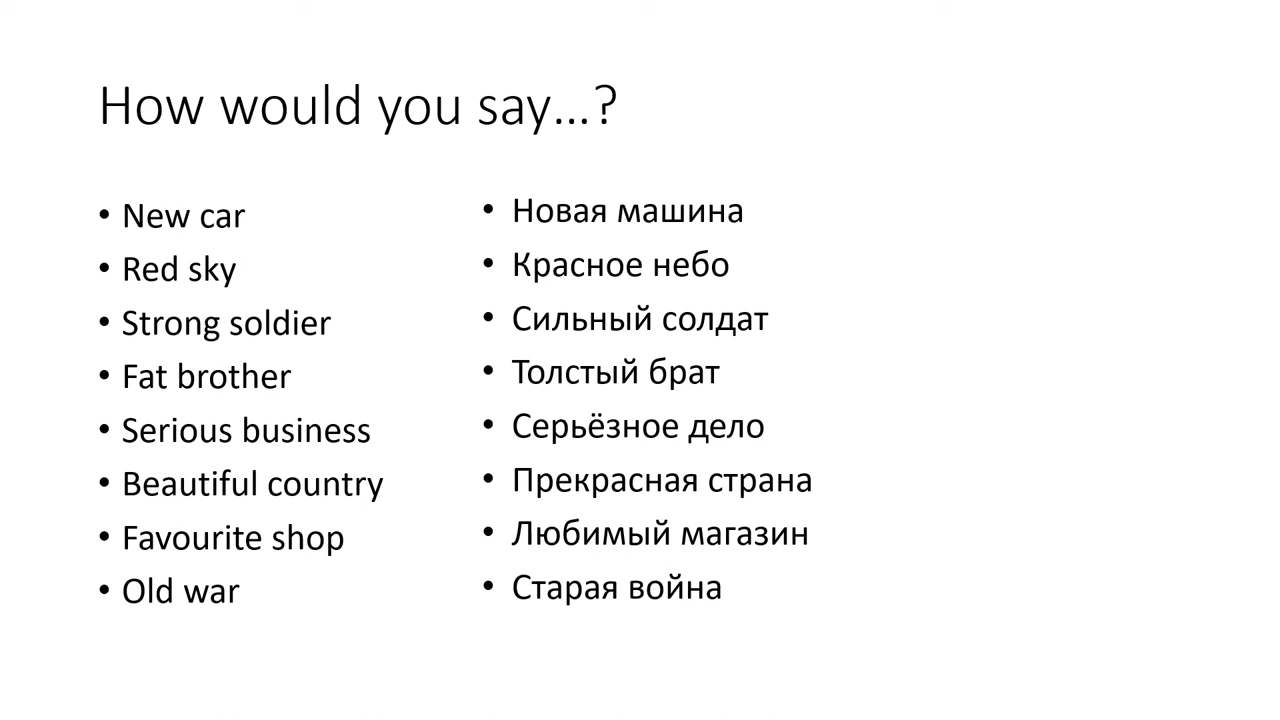 How would you say…?
• New car
• Red sky
• Strong soldier
• Fat brother
• Serious business
• Beautiful country
• Favourite shop
• Old war
• Новая машина
• Красное небо
• Сильный солдат
• Толстый брат
• Серьёзное дело
• Прекрасная страна
• Любимый магазин
• Старая война